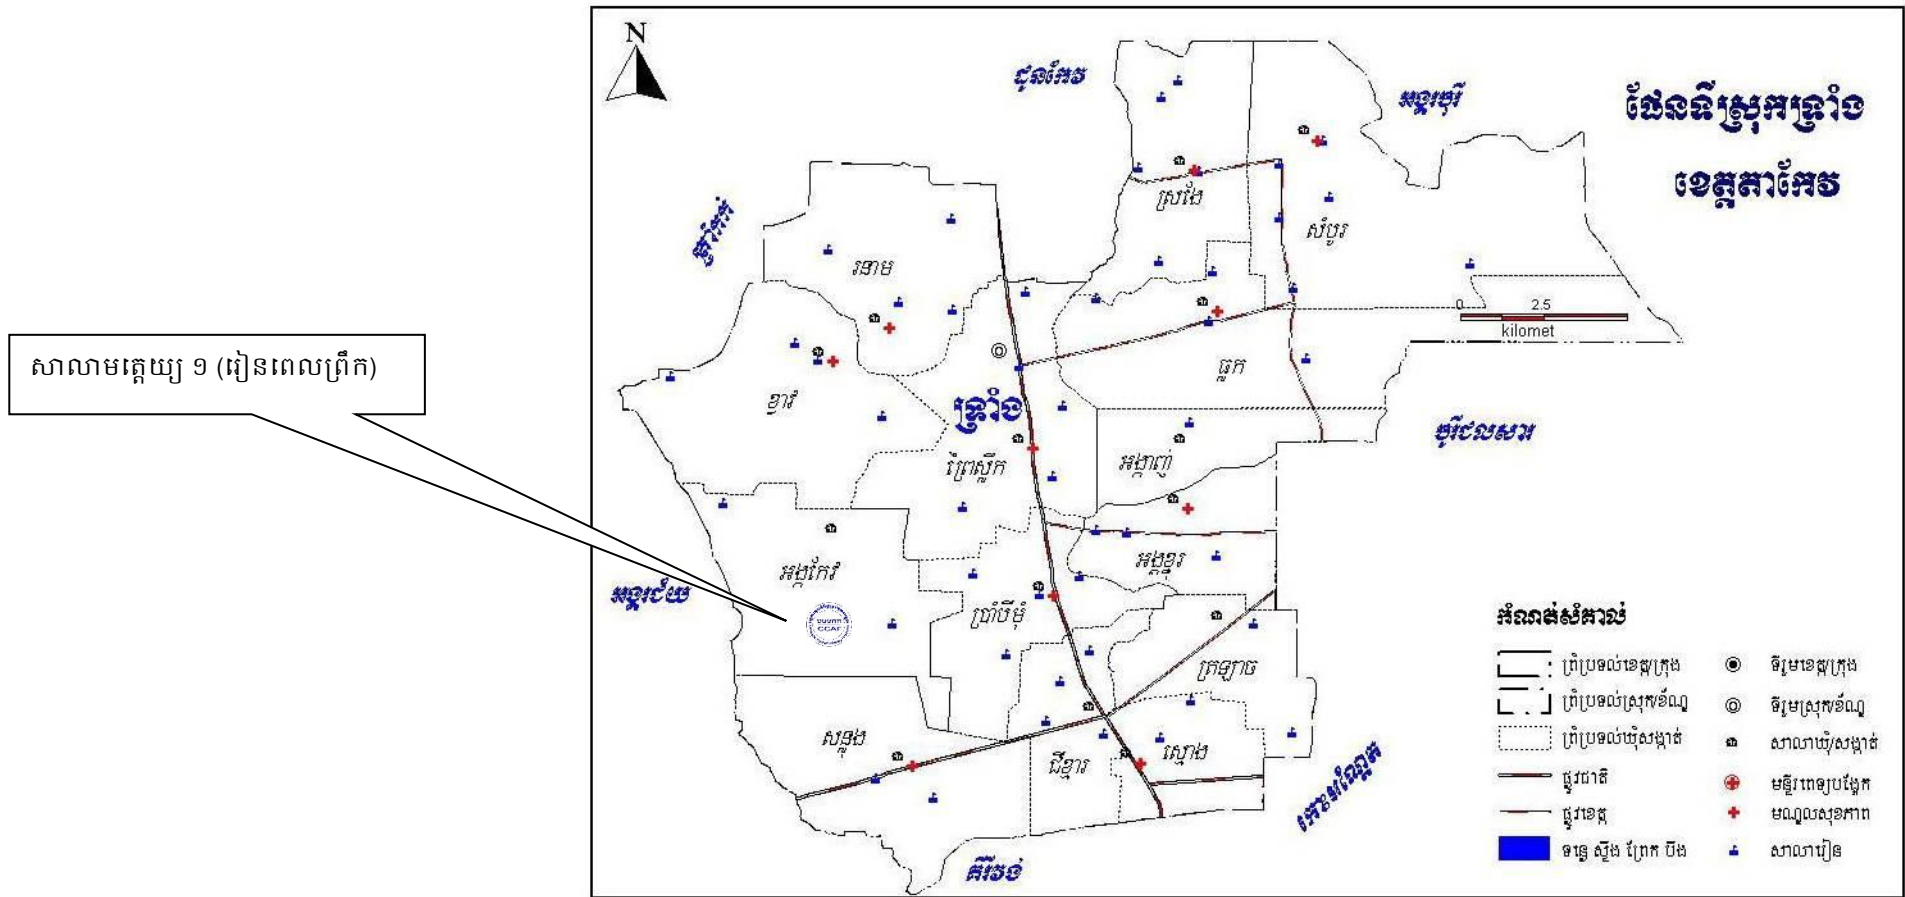 N
ដូនកែវ
អង្គរបុរី
ផែនទីស្រុកទ្រាំង
ខេត្តតាកែវ
ស្រង៉ែ
សំបូរ
ត្រាំកក់
រនាម
0 2.5
kilomet
សាលាមត្តេយ្យ ១ (រៀនពេលព្រឹក)
ធ្លក
ខ្វាវ
ទ្រាំង
បូរីជលសារ
ព្រៃស្លឹក
អង្កាញ់
អង្គកែវ
អង្គខ្នុរ
អង្គរជ័យ
CCAF
ប្រាំបីមុំ
ត្រឡាច
សន្លុង
ជីខ្មារ
ស្មោង
កោះអណ្តែត
គិរីវង់
កំណត់សំគាល់
ព្រំប្រទល់ខេត្ត/ក្រុង
ទីរួមខេត្ត/ក្រុង
ព្រំប្រទល់ស្រុក/ខ័ណ្ឌ
ទីរួមស្រុក/ខ័ណ្ឌ
ព្រំប្រទល់ឃុំសង្កាត់
សាលាឃុំ/សង្កាត់
ផ្លូវជាតិ
មន្ទីរពេទ្យបង្អែក
ផ្លូវខេត្ត
មណ្ឌលសុខភាព
ទន្លេ ស្ទឹង ព្រែក បឹង
សាលារៀន